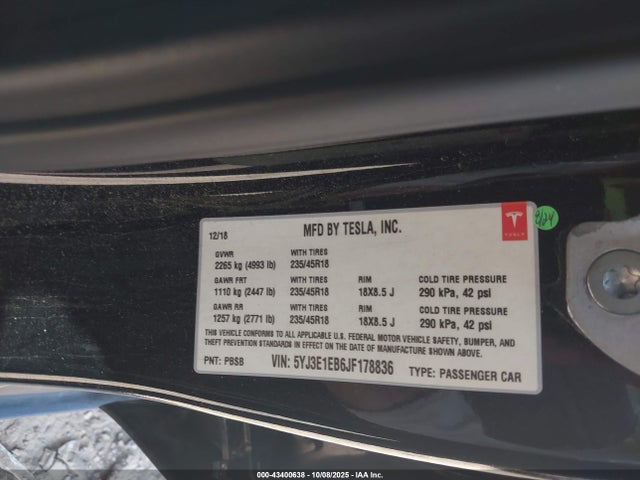 12/18 MFD BY TESLA, INC.
TESLA
GVWR WITH TIRES
2265 kg (4993 lb) 235/45R18
GAWR FRT WITH TIRES RIM COLD TIRE PRESSURE
1110 kg (2447 lb) 235/45R18 18X8.5 J 290 kPa, 42 psi
GAWR RR WITH TIRES RIM COLD TIRE PRESSURE
1257 kg (2771 lb) 235/45R18 18X8.5 J 290 kPa, 42 psi
THIS VEHICLE CONFORMS TO ALL APPLICABLE U.S. FEDERAL MOTOR VEHICLE SAFETY, BUMPER, AND
THEFT PREVENTION STANDARDS IN EFFECT ON THE DATE OF MANUFACTURE SHOWN ABOVE.
PNT: PBSB VIN: 5YJ3E1EB6JF178836 TYPE: PASSENGER CAR
000-43400638 - 10/08/2025 - IAA Inc.